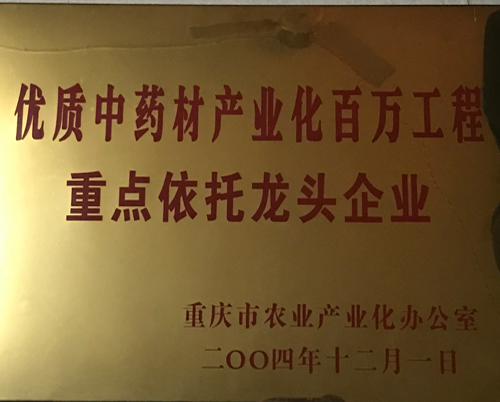 优质中药材产业化百万工程
重点依托龙头企业
重庆市农业产业化办公室
二〇〇四年十二月一日